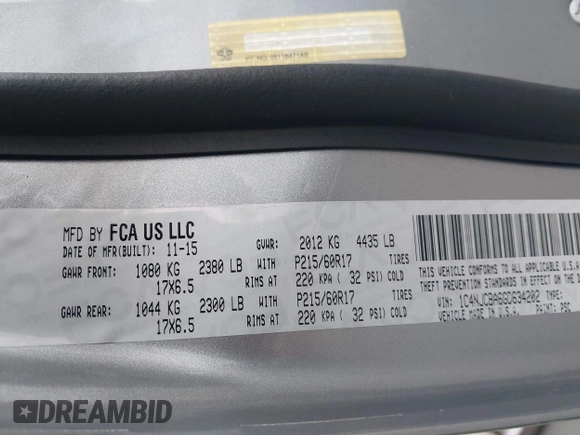 MFD BY FCA US LLC
DATE OF MFR(BUILT): 11-15 GVWR: 2012 KG 4435 LB
GAWR FRONT: 1080 KG 2380 LB WITH P215/60R17 TIRES
17X6.5 RIMS AT 220 KPA ( 32 PSI) COLD
GAWR REAR: 1044 KG 2300 LB WITH P215/60R17 TIRES
17X6.5 RIMS AT 220 KPA ( 32 PSI) COLD
THIS VEHICLE CONFORMS TO ALL APPLICABLE
THEFT PREVENTION STANDARDS IN EFFECT ON THE D
VIN: 1C4NJCBA6GD634202 TYPE:
VEHICLE MADE IN U.S.A. PAINT: PSC
DREAMBID